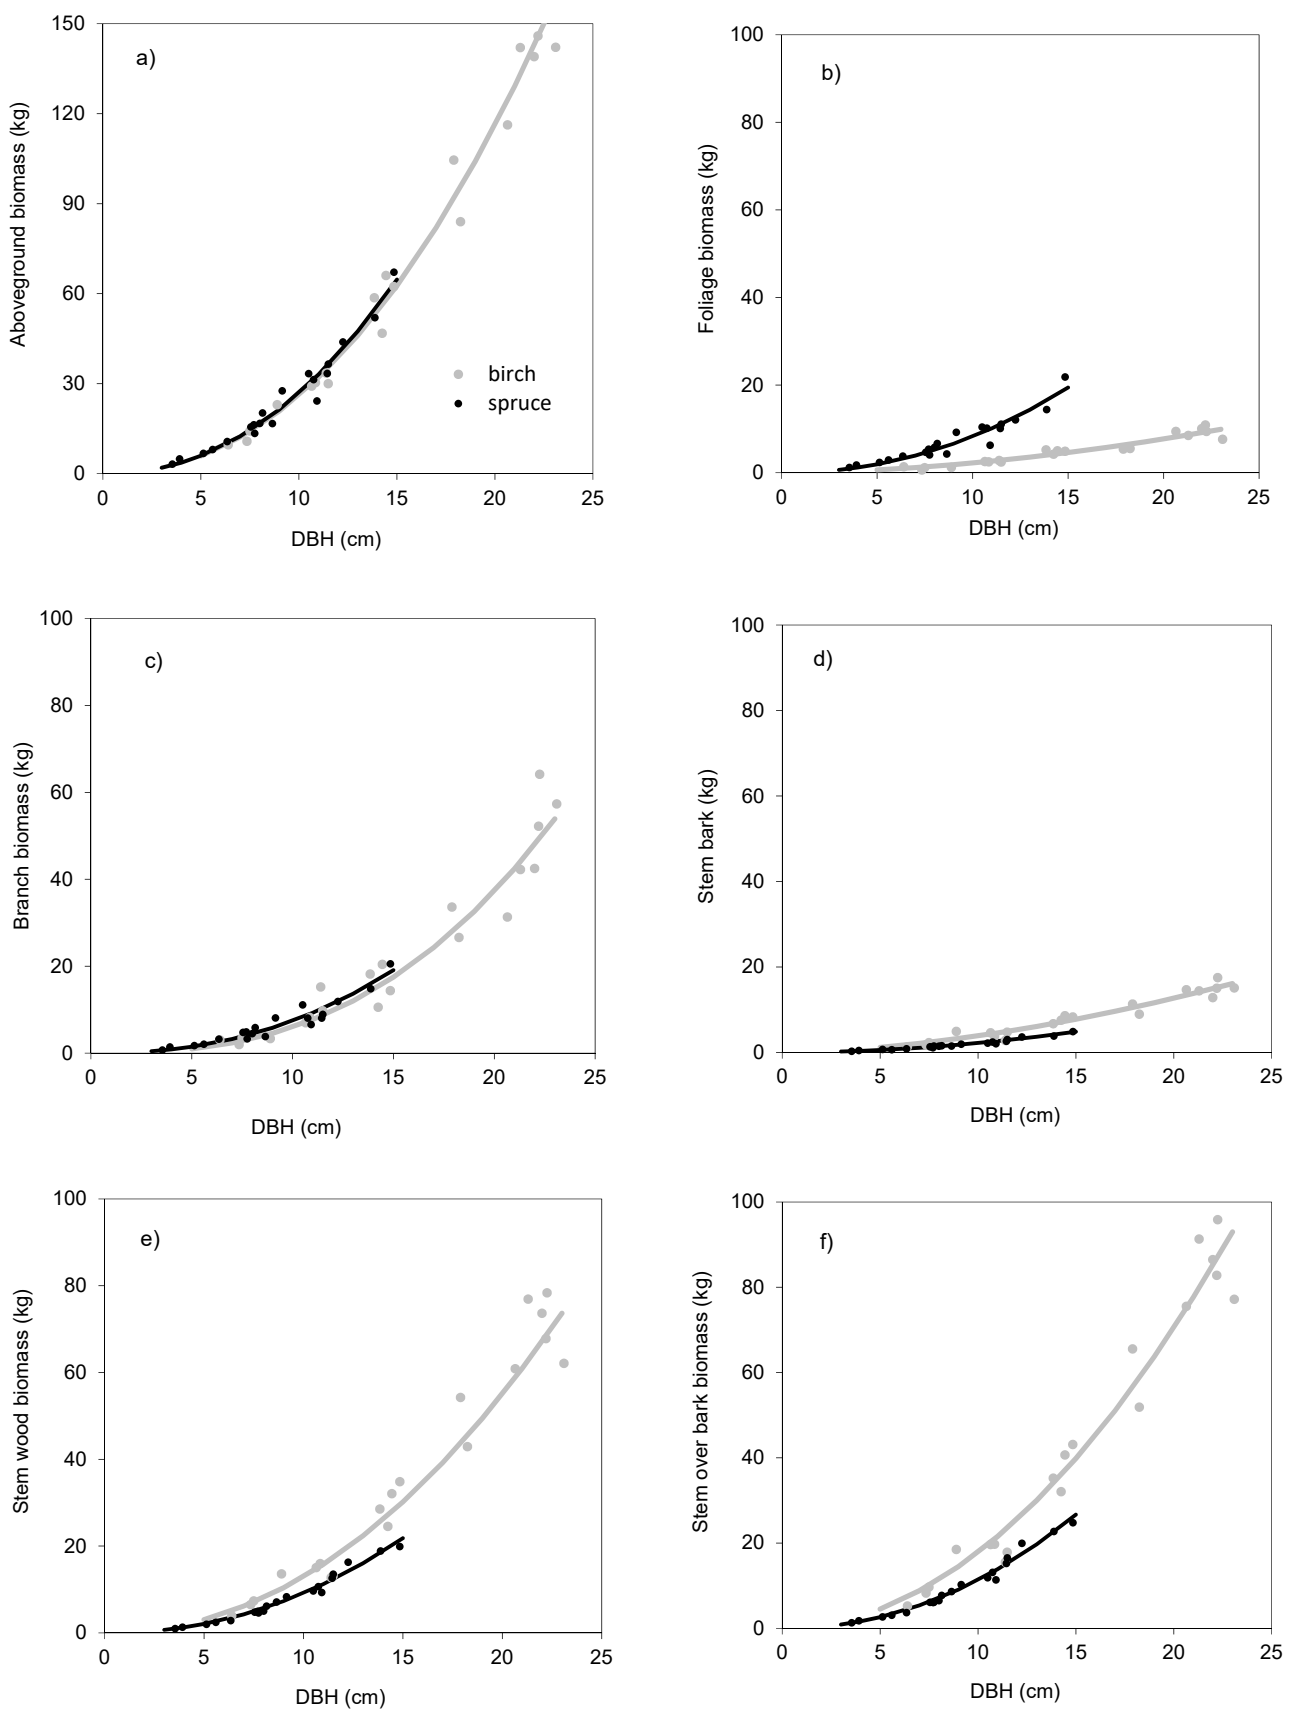 a)
Aboveground biomass (kg)
150
120
90
60
30
0
0 5 10 15 20 25
DBH (cm)
birch
spruce
b)
Foliage biomass (kg)
100
80
60
40
20
0
0 5 10 15 20 25
DBH (cm)
c)
Branch biomass (kg)
100
80
60
40
20
0
0 5 10 15 20 25
DBH (cm)
d)
Stem bark (kg)
100
80
60
40
20
0
0 5 10 15 20 25
DBH (cm)
e)
Stem wood biomass (kg)
100
80
60
40
20
0
0 5 10 15 20 25
DBH (cm)
f)
Stem over bark biomass (kg)
100
80
60
40
20
0
0 5 10 15 20 25
DBH (cm)